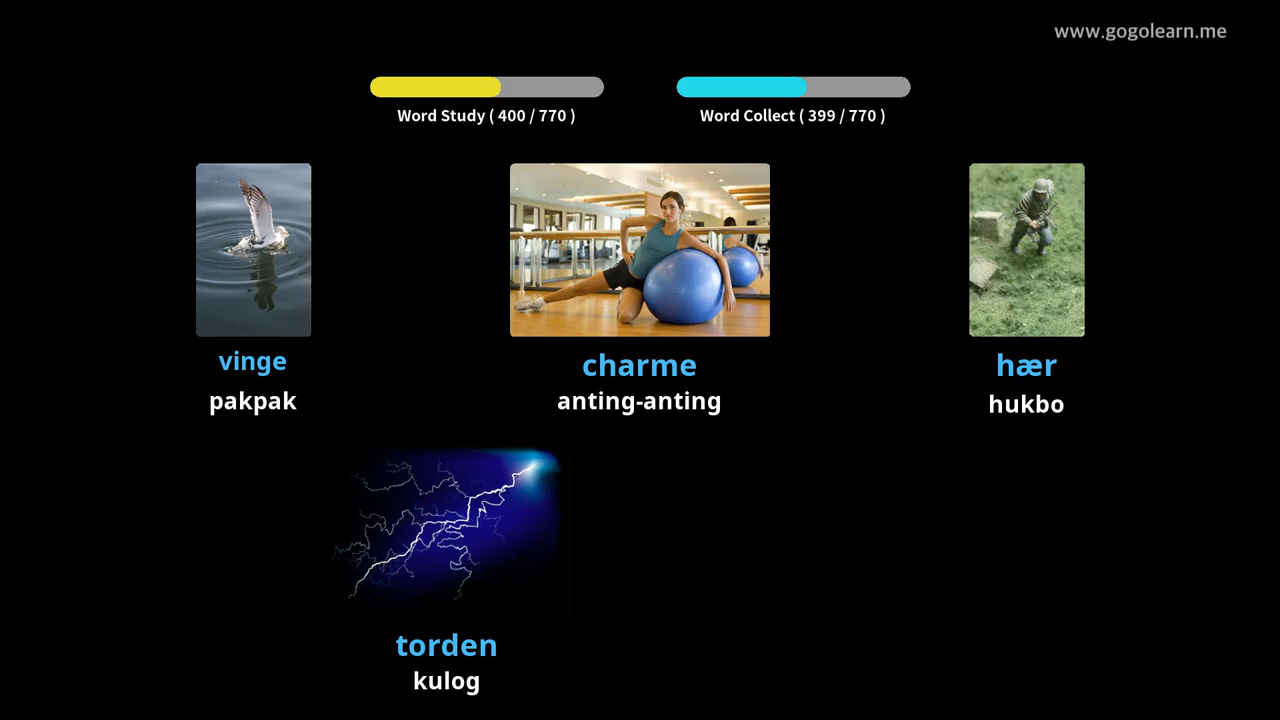 www.gogolearn.me
Word Study ( 400 / 770 )
Word Collect ( 399 / 770 )
vinge
pakpak
charme
anting-anting
hær
hukbo
torden
kulog